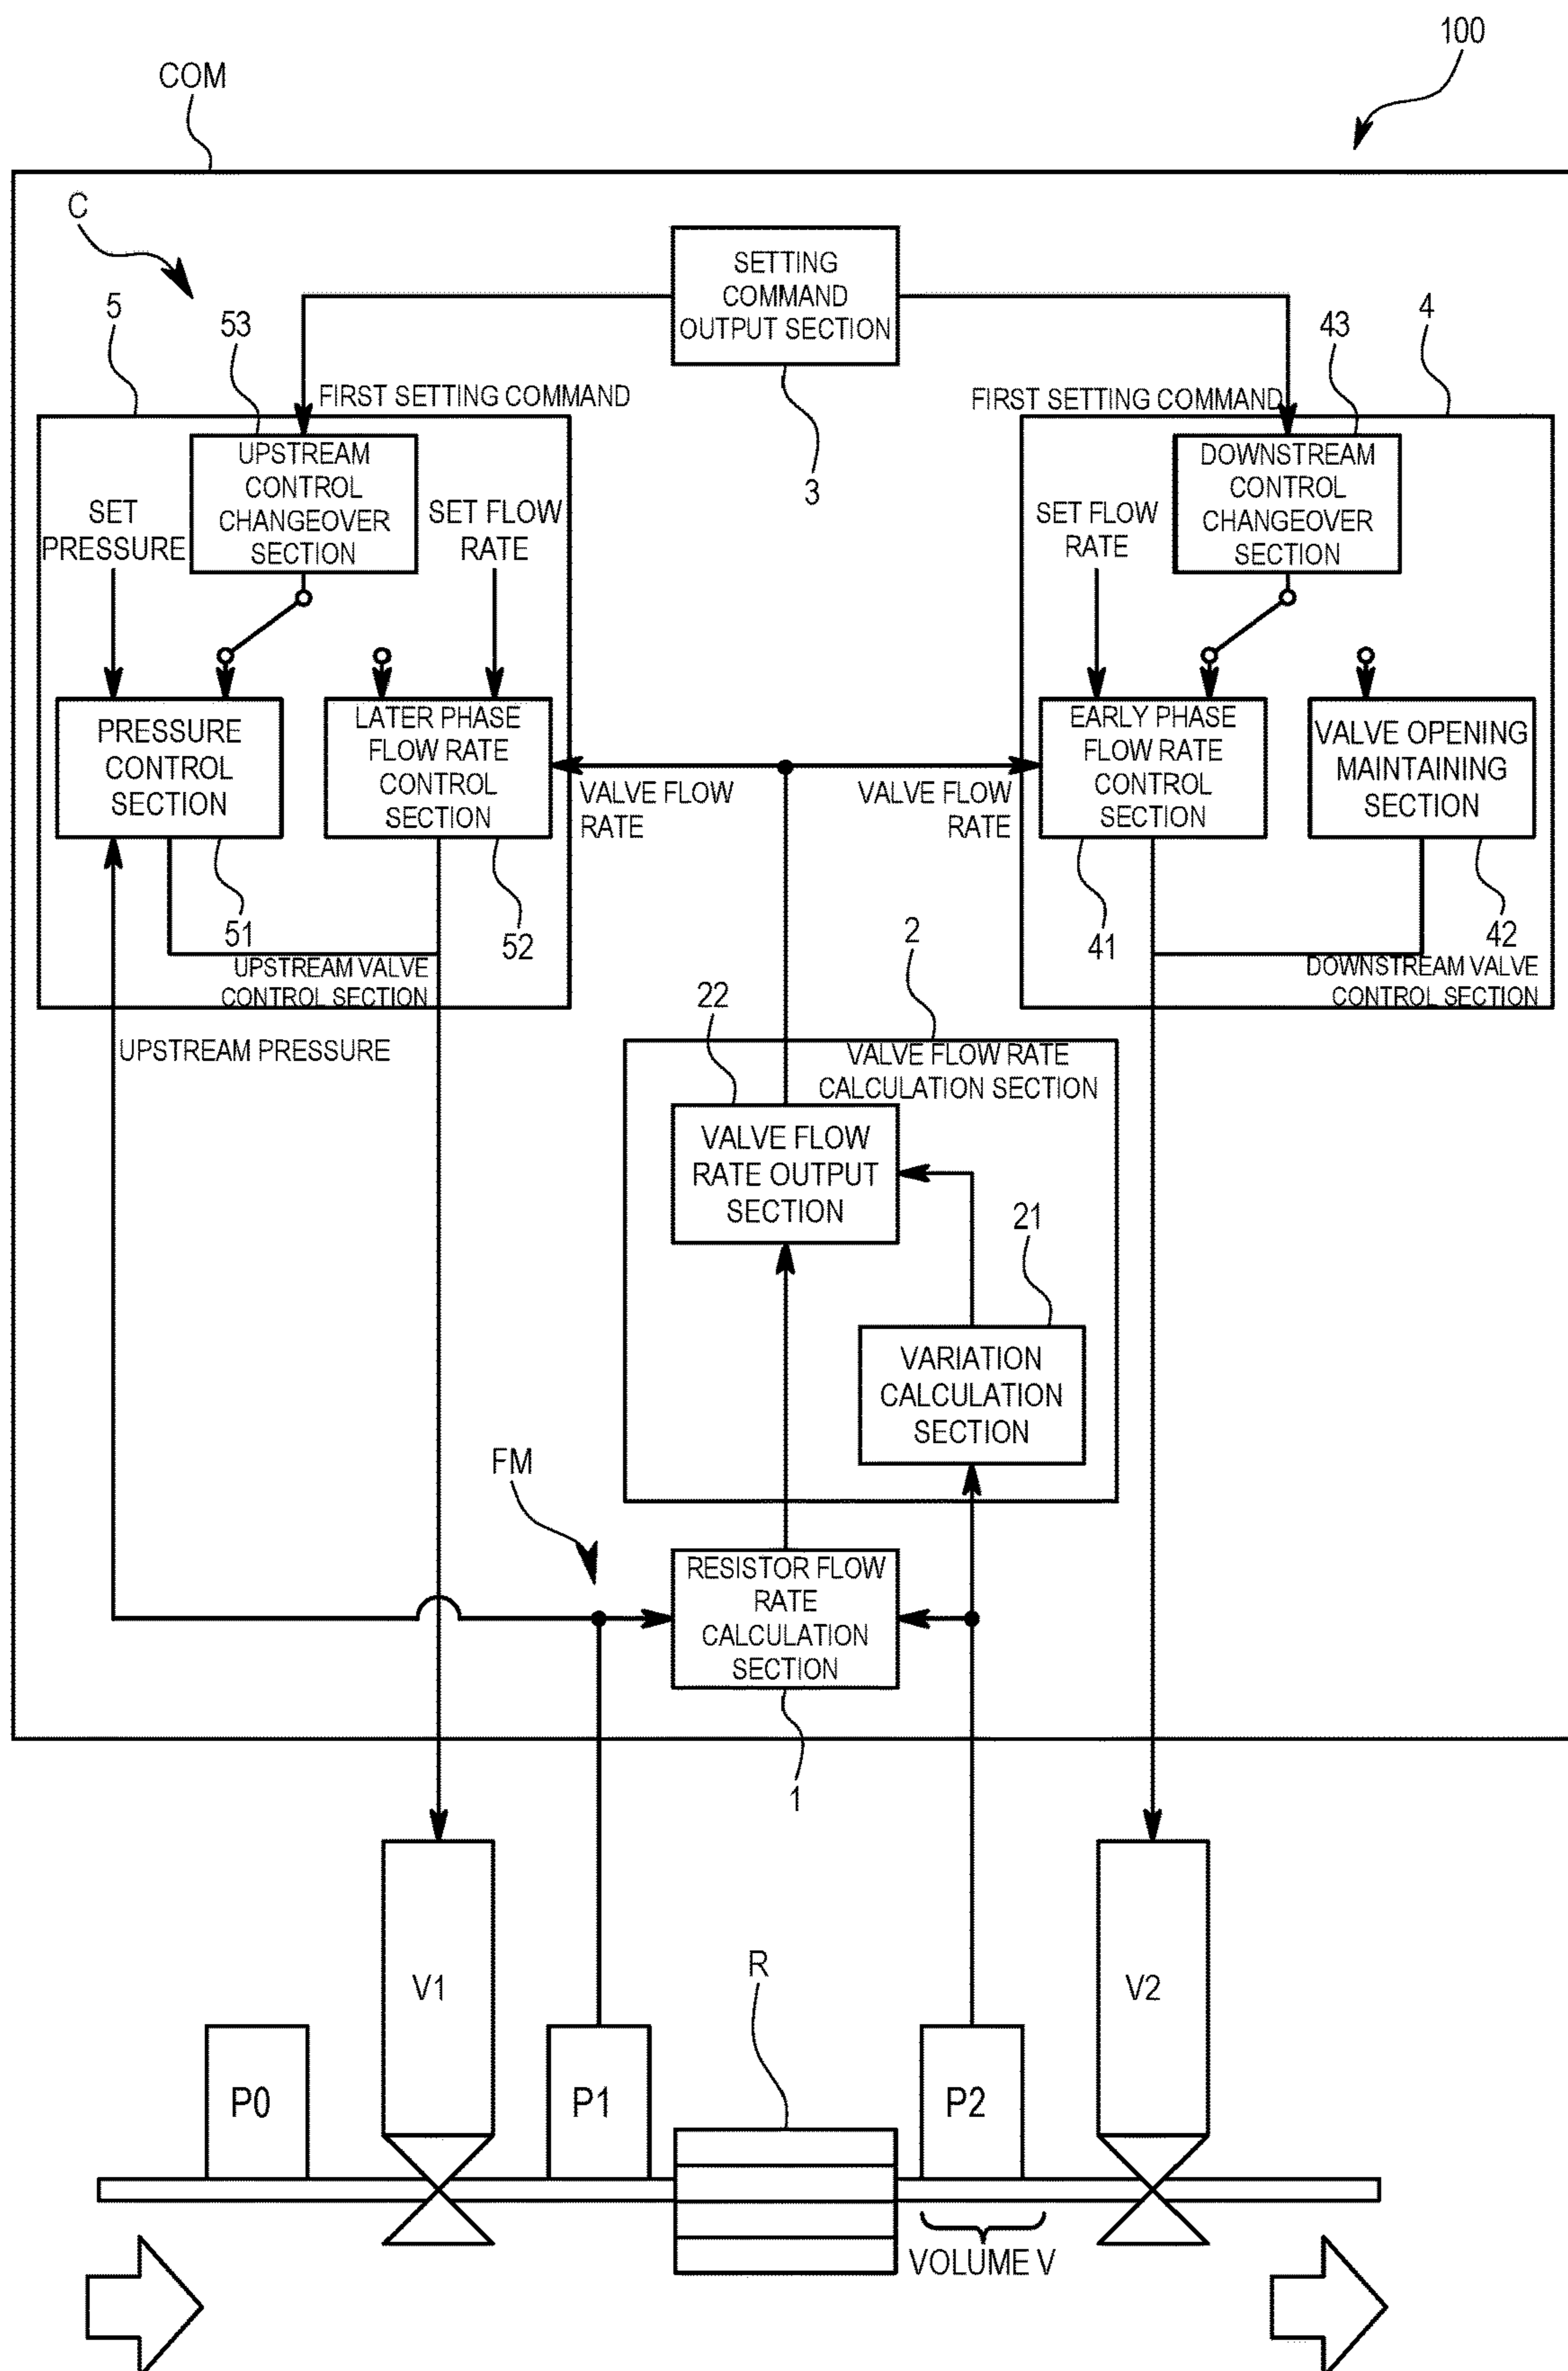 100
COM
C
SETTING
COMMAND
OUTPUT SECTION
3
5
53
43
4
FIRST SETTING COMMAND
FIRST SETTING COMMAND
UPSTREAM
CONTROL
CHANGEOVER
SECTION
SET
PRESSURE
SET FLOW
RATE
DOWNSTREAM
CONTROL
CHANGEOVER
SECTION
SET FLOW
RATE
PRESSURE
CONTROL
SECTION
LATER PHASE
FLOW RATE
CONTROL
SECTION
EARLY PHASE
FLOW RATE
CONTROL
SECTION
VALVE OPENING
MAINTAINING
SECTION
VALVE FLOW
RATE
VALVE FLOW
RATE
51
52
41
42
UPSTREAM VALVE
CONTROL SECTION
DOWNSTREAM VALVE
CONTROL SECTION
UPSTREAM PRESSURE
2
22
VALVE FLOW RATE
CALCULATION SECTION
VALVE FLOW
RATE OUTPUT
SECTION
21
VARIATION
CALCULATION
SECTION
FM
RESISTOR FLOW
RATE
CALCULATION
SECTION
1
V1
V2
R
P0
P1
P2
VOLUME V